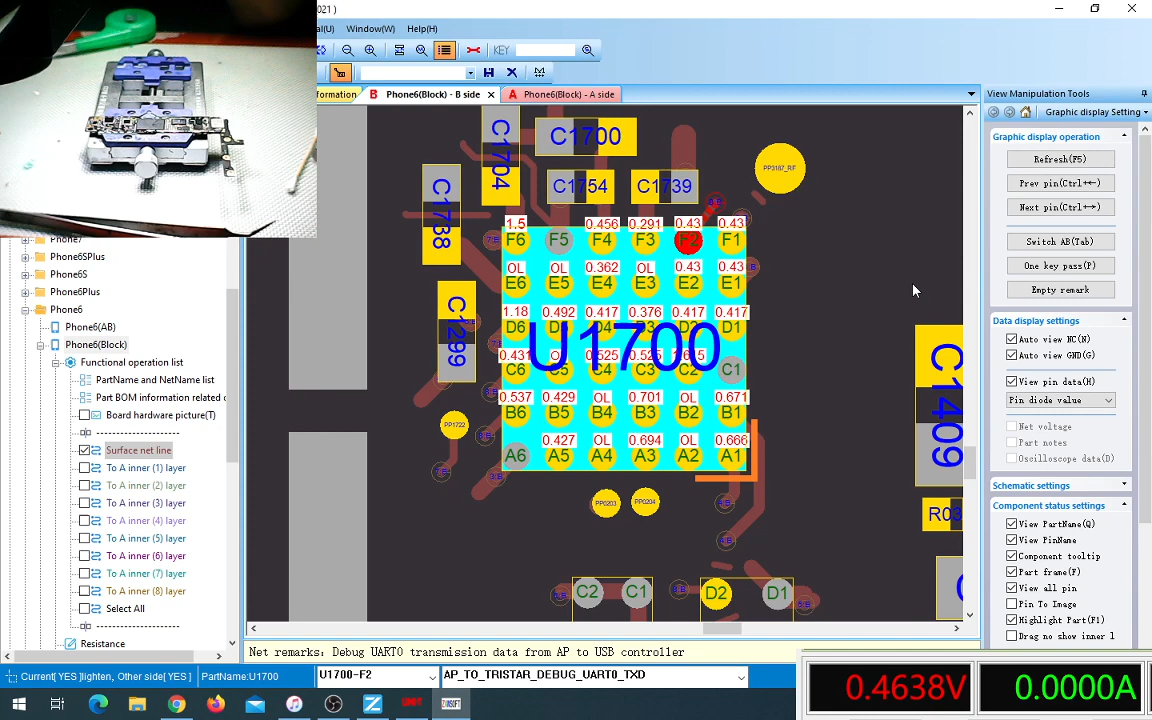 021 )
al(U) Window(W) Help(H)
KEY
formation B Phone6(Block) - B side A Phone6(Block) - A side
View Manipulation Tools
Graphic display Setting
Graphic display operation
Refresh(F5)
Prev pin(Ctrl+←)
Next pin(Ctrl+→)
Switch AB(Tab)
One key pass(P)
Empty remark
Data display settings
Auto view NC(N)
Auto view GND(G)
View pin data(H)
Pin diode value
Net voltage
Part notes
Oscilloscope data(D)
Schematic settings
Component status settings
View PartName(Q)
View PinName
Component tooltip
Part frame(F)
View all pin
Pin To Image
Highlight Part(F1)
Drag no show inner l
Phone7
Phone6SPlus
Phone6S
Phone6Plus
Phone6
Phone6(AB)
Phone6(Block)
Functional operation list
PartName and NetName list
Part BOM information related
Board hardware picture(T)
Surface net line
To A inner (1) layer
To A inner (2) layer
To A inner (3) layer
To A inner (4) layer
To A inner (5) layer
To A inner (6) layer
To A inner (7) layer
To A inner (8) layer
Select All
Resistance
C1704
C1700
C1754
C1739
C1738
C1299
PP3167_RF
1.5 0.456 0.291 0.43 0.43
F6 F5 F4 F3 F2 F1
OL OL 0.362 OL 0.43 0.43
E6 E5 E4 E3 E2 E1
1.18 0.492 0.417 0.376 0.417 0.417
D6 D4 D1
U1700
0.525
C6 C5 C4 C3 C2 C1
0.537 0.429 OL 0.701 OL 0.671
B6 B5 B4 B3 B2 B1
0.427 OL 0.694 OL 0.666
A6 A5 A4 A3 A2 A1
PP1722
PP0203
PP0204
C1409
R03
C2 C1
D2 D1
Net remarks: Debug UART0 transmission data from AP to USB controller
Current[ YES ]lighten, Other side[ YES ] PartName:U1700 U1700-F2 AP_TO_TRISTAR_DEBUG_UART0_TXD
0.4638V 0.0000A